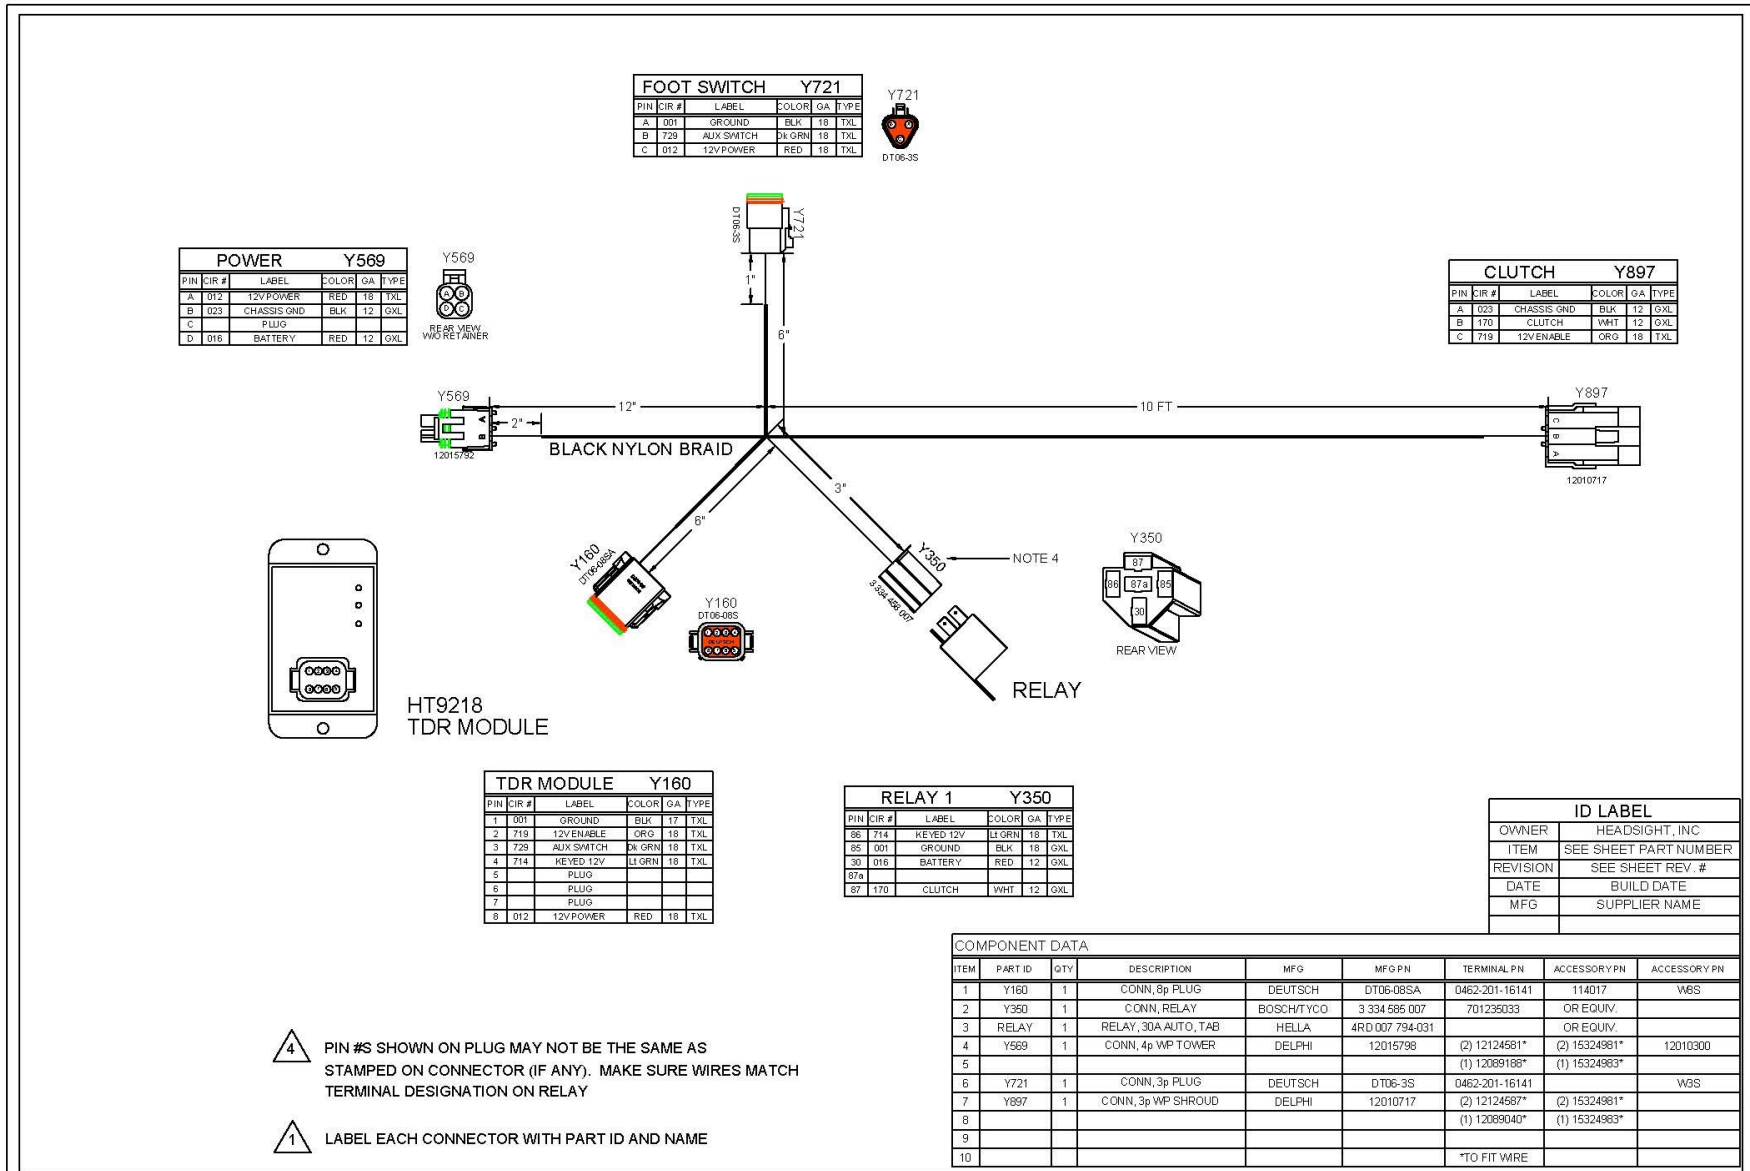 FOOT SWITCH Y721
PIN CIR # LABEL COLOR GA TYPE
A 001 GROUND BLK 18 TXL
B 729 AUX SWITCH Dk GRN 18 TXL
C 012 12V POWER RED 18 TXL
Y721
DT06-3S
DT06-3S
Y721
1"
6"
POWER Y569
PIN CIR # LABEL COLOR GA TYPE
A 012 12V POWER RED 18 TXL
B 023 CHASSIS GND BLK 12 GXL
C PLUG
D 016 BATTERY RED 12 GXL
Y569
A B
D C
REAR VIEW
W/O RETAINER
CLUTCH Y897
PIN CIR # LABEL COLOR GA TYPE
A 023 CHASSIS GND BLK 12 GXL
B 170 CLUTCH WHT 12 GXL
C 719 12V ENABLE ORG 18 TXL
Y569
A
B
12015792
12"
2"
10 FT
BLACK NYLON BRAID
Y897
C
B
A
12010717
6"
3"
Y160
DT06-08SA
Y160
DT06-08S
DEUTSCH
Y350
3 334 458 007
NOTE 4
RELAY
Y350
87
86 87a 85
30
REAR VIEW
HT9218
TDR MODULE
TDR MODULE Y160
PIN CIR # LABEL COLOR GA TYPE
1 001 GROUND BLK 17 TXL
2 719 12V ENABLE ORG 18 TXL
3 729 AUX SWITCH Dk GRN 18 TXL
4 714 KEYED 12V Lt GRN 18 TXL
5 PLUG
6 PLUG
7 PLUG
8 012 12V POWER RED 18 TXL
RELAY 1 Y350
PIN CIR # LABEL COLOR GA TYPE
86 714 KEYED 12V Lt GRN 18 TXL
85 001 GROUND BLK 18 GXL
30 016 BATTERY RED 12 GXL
87a
87 170 CLUTCH WHT 12 GXL
ID LABEL
OWNER HEADSIGHT, INC
ITEM SEE SHEET PART NUMBER
REVISION SEE SHEET REV. #
DATE BUILD DATE
MFG SUPPLIER NAME
COMPONENT DATA
ITEM PART ID QTY DESCRIPTION MFG MFG PN TERMINAL PN ACCESSORY PN ACCESSORY PN
1 Y160 1 CONN, 8p PLUG DEUTSCH DT06-08SA 0462-201-16141 114017 W8S
2 Y350 1 CONN, RELAY BOSCH/TYCO 3 334 585 007 701235033 OR EQUIV.
3 RELAY 1 RELAY, 30A AUTO, TAB HELLA 4RD 007 794-031 OR EQUIV.
4 Y569 1 CONN, 4p WP TOWER DELPHI 12015798 (2) 12124581* (2) 15324981* 12010300
5 (1) 12089188* (1) 15324983*
6 Y721 1 CONN, 3p PLUG DEUTSCH DT06-3S 0462-201-16141 W3S
7 Y897 1 CONN, 3p WP SHROUD DELPHI 12010717 (2) 12124587* (2) 15324981*
8 (1) 12089040* (1) 15324983*
9
10 *TO FIT WIRE
4 PIN #S SHOWN ON PLUG MAY NOT BE THE SAME AS
STAMPED ON CONNECTOR (IF ANY). MAKE SURE WIRES MATCH
TERMINAL DESIGNATION ON RELAY
1 LABEL EACH CONNECTOR WITH PART ID AND NAME